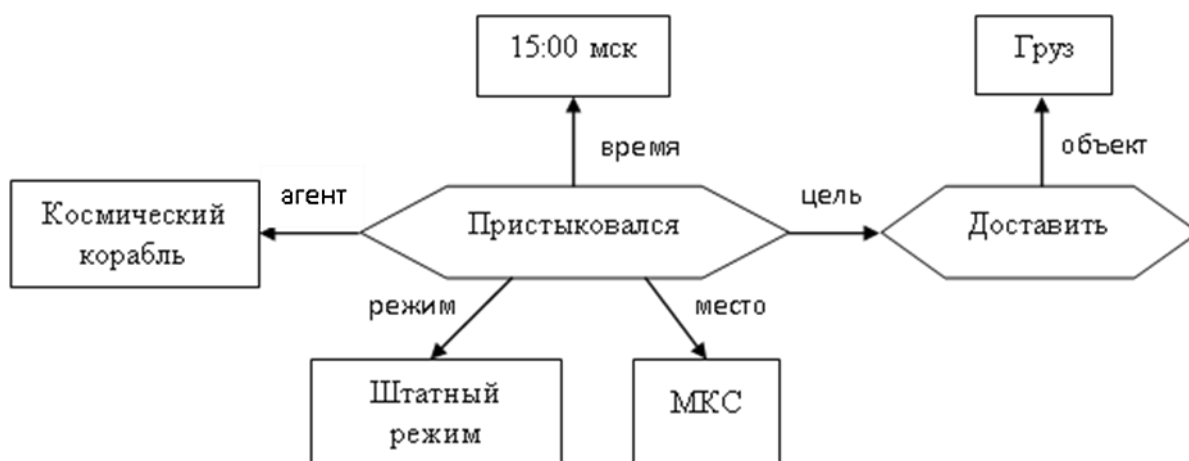 15:00 мск
Груз
время
объект
агент
цель
Космический
корабль
Пристыковался
Доставить
режим
место
Штатный
режим
МКС